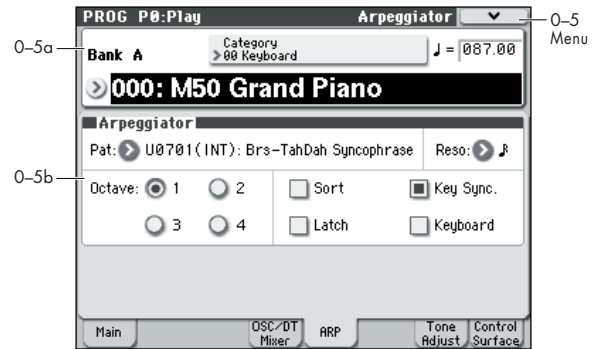 PROG P0:Play Arpeggiator
0–5
Menu
0–5a
Bank A
Category
00 Keyboard
♩ = 087.00
000: M50 Grand Piano
Arpeggiator
Pat: U0701(INT): Brs-TahDah Syncophrase Reso: ♪
0–5b
Octave: 1 2 Sort Key Sync.
3 4 Latch Keyboard
Main OSC/DT Mixer ARP Tone Adjust Control Surface